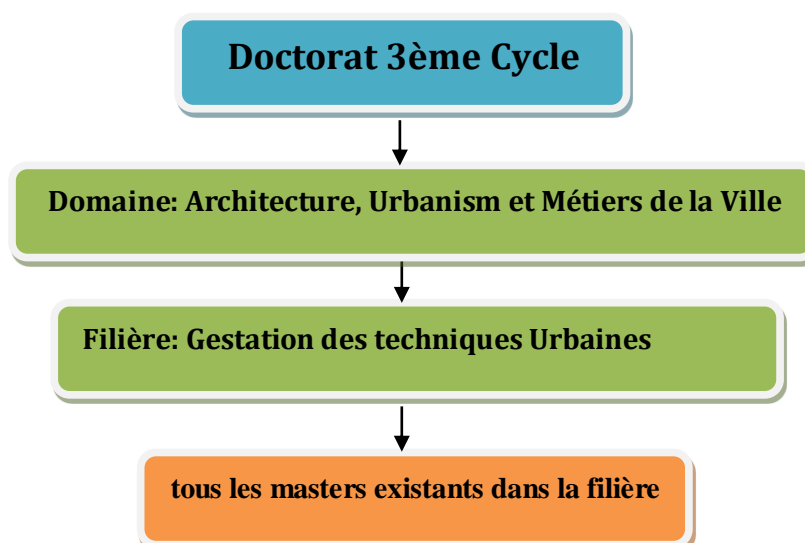 Doctorat 3ème Cycle
Domaine: Architecture, Urbanism et Métiers de la Ville
Filière: Gestation des techniques Urbaines
tous les masters existants dans la filière